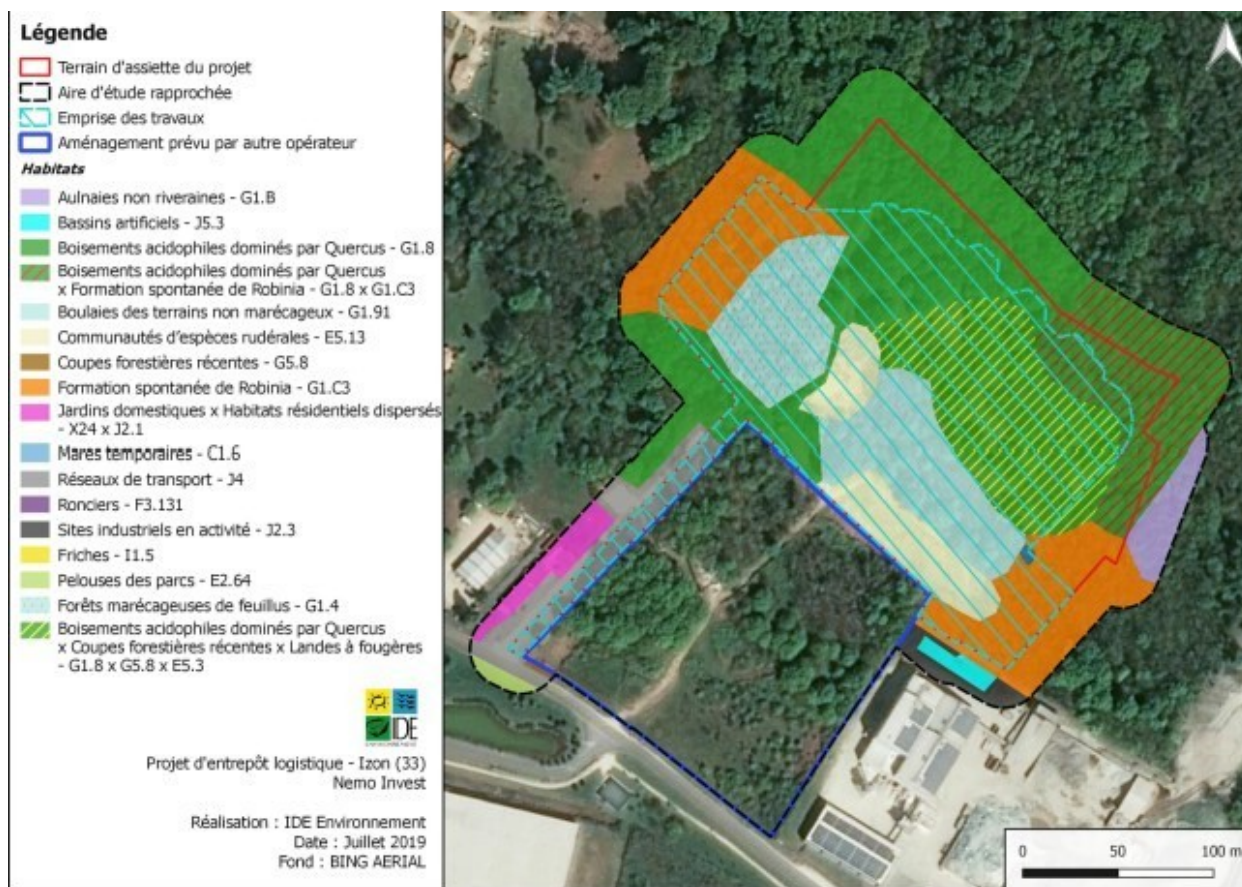 Légende
Terrain d'assiette du projet
Aire d'étude rapprochée
Emprise des travaux
Aménagement prévu par autre opérateur
Habitats
Aulnaies non riveraines - G1.B
Bassins artificiels - J5.3
Boisements acidophiles dominés par Quercus - G1.8
Boisements acidophiles dominés par Quercus
x Formation spontanée de Robinia - G1.8 x G1.C3
Boulaies des terrains non marécageux - G1.91
Communautés d'espèces rudérales - E5.13
Coupes forestières récentes - G5.8
Formation spontanée de Robinia - G1.C3
Jardins domestiques x Habitats résidentiels dispersés
- X24 x J2.1
Mares temporaires - C1.6
Réseaux de transport - J4
Ronciers - F3.131
Sites industriels en activité - J2.3
Friches - I1.5
Pelouses des parcs - E2.64
Forêts marécageuses de feuillus - G1.4
Boisements acidophiles dominés par Quercus
x Coupes forestières récentes x Landes à fougères
- G1.8 x G5.8 x E5.3
IDE
ENVIRONNEMENT
Projet d'entrepôt logistique - Izon (33)
Nemo Invest
Réalisation : IDE Environnement
Date : Juillet 2019
Fond : BING AERIAL
0 50 100 m